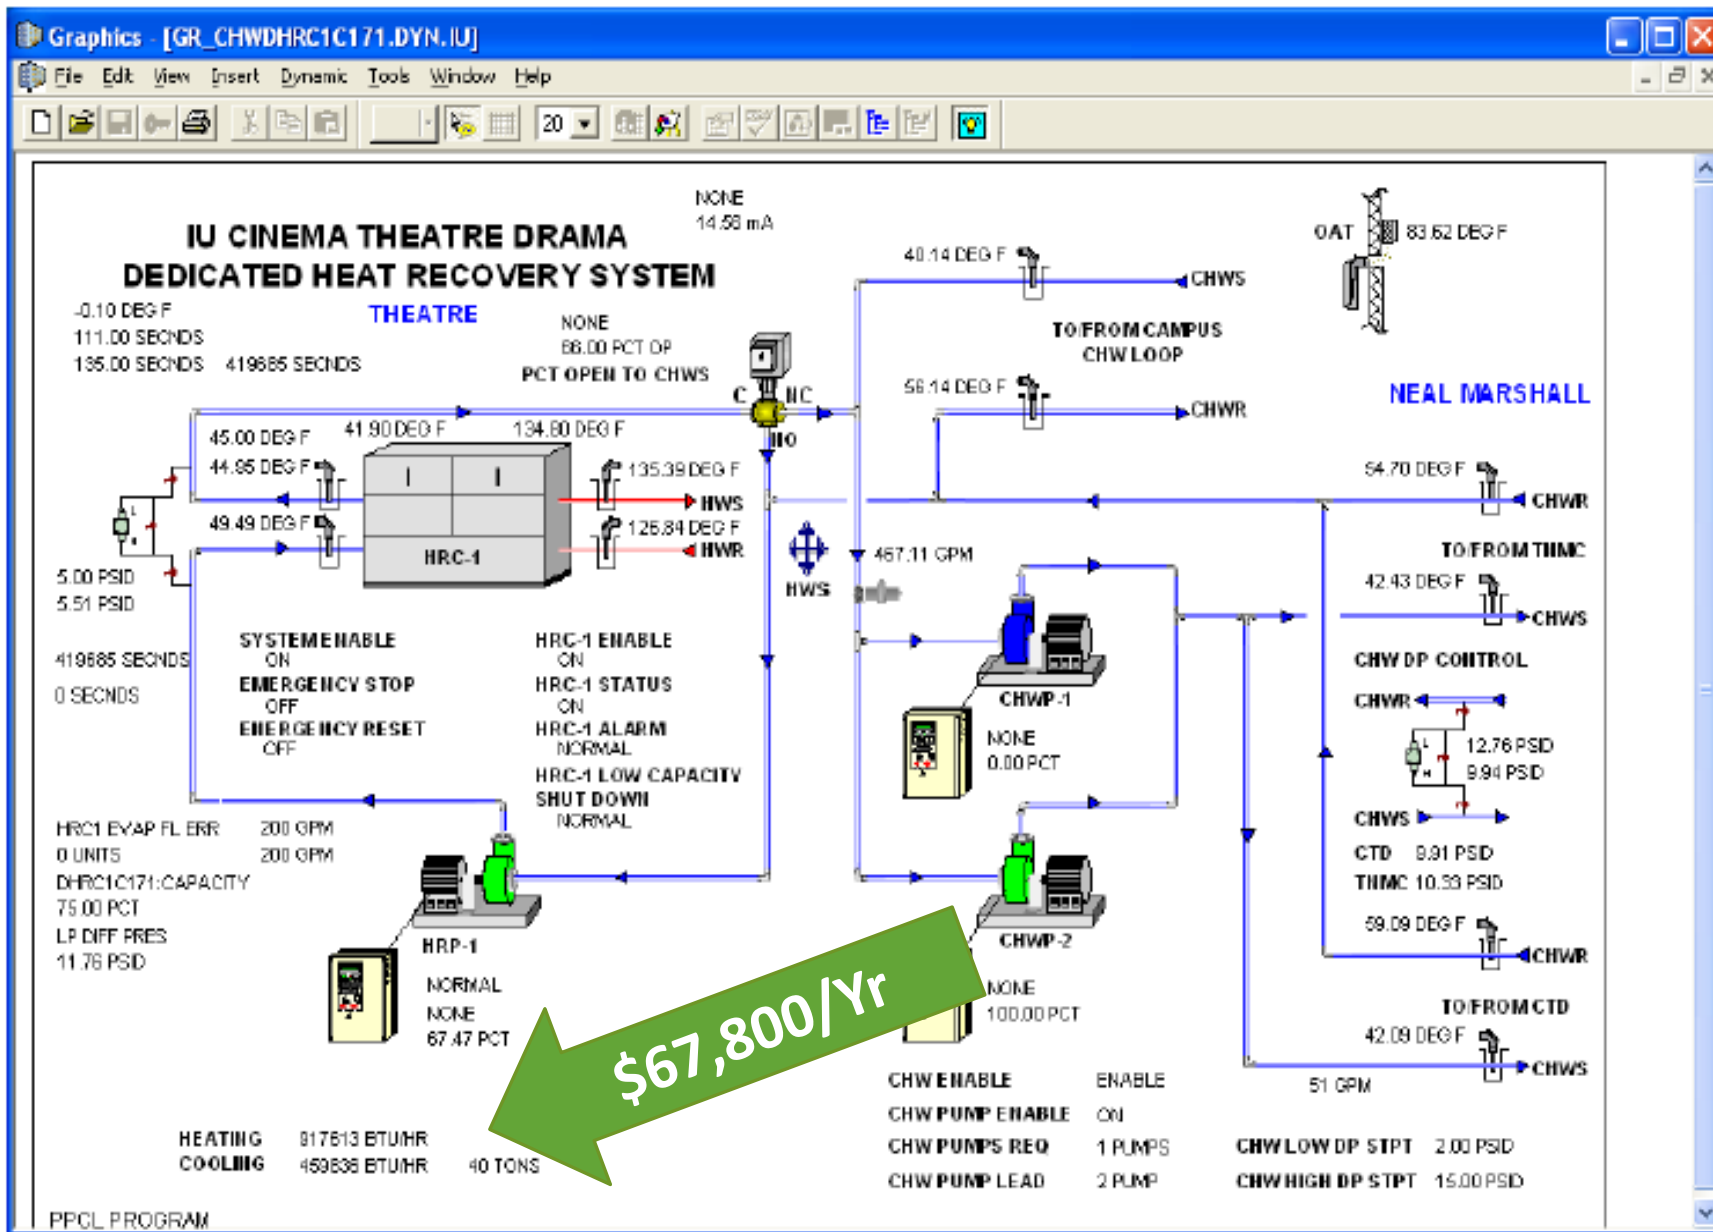 Graphics - [GR_CHWDHRC1C171.DYN.IU]
File Edit View Insert Dynamic Tools Window Help
20
NONE
14.56 mA
IU CINEMA THEATRE DRAMA
DEDICATED HEAT RECOVERY SYSTEM
THEATRE
-0.10 DEG F
111.00 SECNDS
135.00 SECNDS 419685 SECNDS
NONE
66.00 PCT OP
PCT OPEN TO CHWS
C NC
NO
OAT 83.62 DEG F
40.14 DEG F
CHWS
TO/FROM CAMPUS
CHW LOOP
56.14 DEG F
CHWR
NEAL MARSHALL
45.00 DEG F
41.90 DEG F 134.80 DEG F
44.95 DEG F
135.39 DEG F
HWS
49.49 DEG F
126.84 DEG F
HWR
HRC-1
L
H
5.00 PSID
5.51 PSID
HWS
467.11 GPM
54.70 DEG F
CHWR
TO/FROM TNMC
42.43 DEG F
CHWS
419685 SECNDS
0 SECNDS
SYSTEM ENABLE
ON
EMERGENCY STOP
OFF
EMERGENCY RESET
OFF
HRC-1 ENABLE
ON
HRC-1 STATUS
ON
HRC-1 ALARM
NORMAL
HRC-1 LOW CAPACITY
SHUT DOWN
NORMAL
CHWP-1
NONE
0.00 PCT
CHW DP CONTROL
CHWR
L
H
12.76 PSID
9.94 PSID
CHWS
CTD 9.91 PSID
TNMC 10.33 PSID
HRC1 EVAP FL ERR 200 GPM
0 UNITS 200 GPM
DHRC1C171:CAPACITY
75.00 PCT
LP DIFF PRES
11.76 PSID
HRP-1
NORMAL
NONE
67.47 PCT
CHWP-2
NONE
100.00 PCT
$67,800/Yr
59.09 DEG F
CHWR
TO/FROM CTD
42.09 DEG F
CHWS
51 GPM
HEATING 917613 BTU/HR
COOLING 459836 BTU/HR 40 TONS
CHW ENABLE ENABLE
CHW PUMP ENABLE ON
CHW PUMPS REQ 1 PUMPS
CHW PUMP LEAD 2 PUMP
CHW LOW DP STPT 2.00 PSID
CHW HIGH DP STPT 15.00 PSID
PPCL PROGRAM